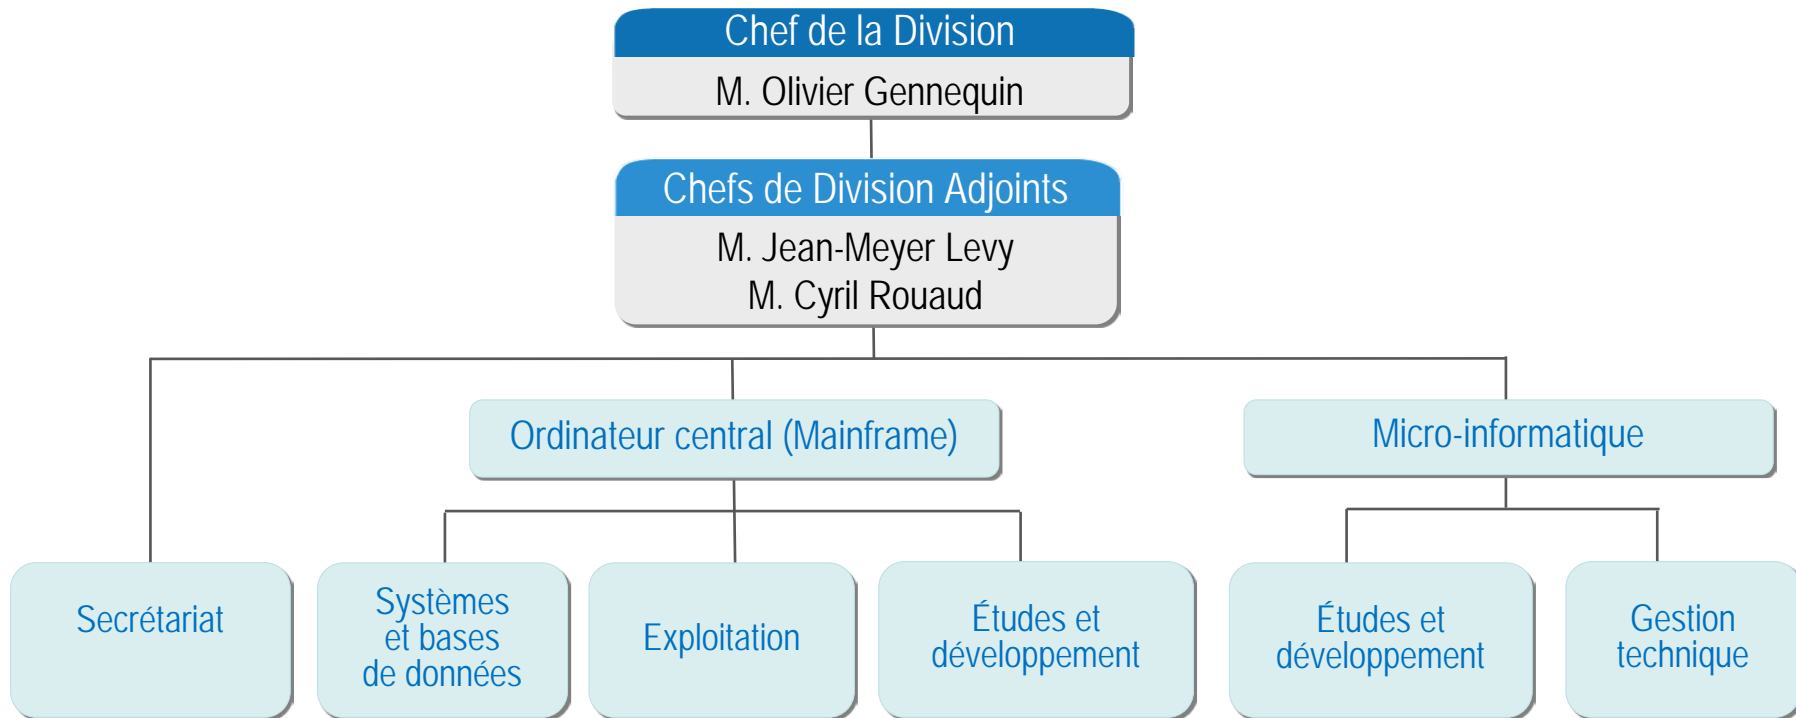 Chef de la Division
M. Olivier Gennequin
Chefs de Division Adjoints
M. Jean-Meyer Levy
M. Cyril Rouaud
Ordinateur central (Mainframe)
Micro-informatique
Secrétariat
Systèmes
et bases
de données
Exploitation
Études et
développement
Études et
développement
Gestion
technique